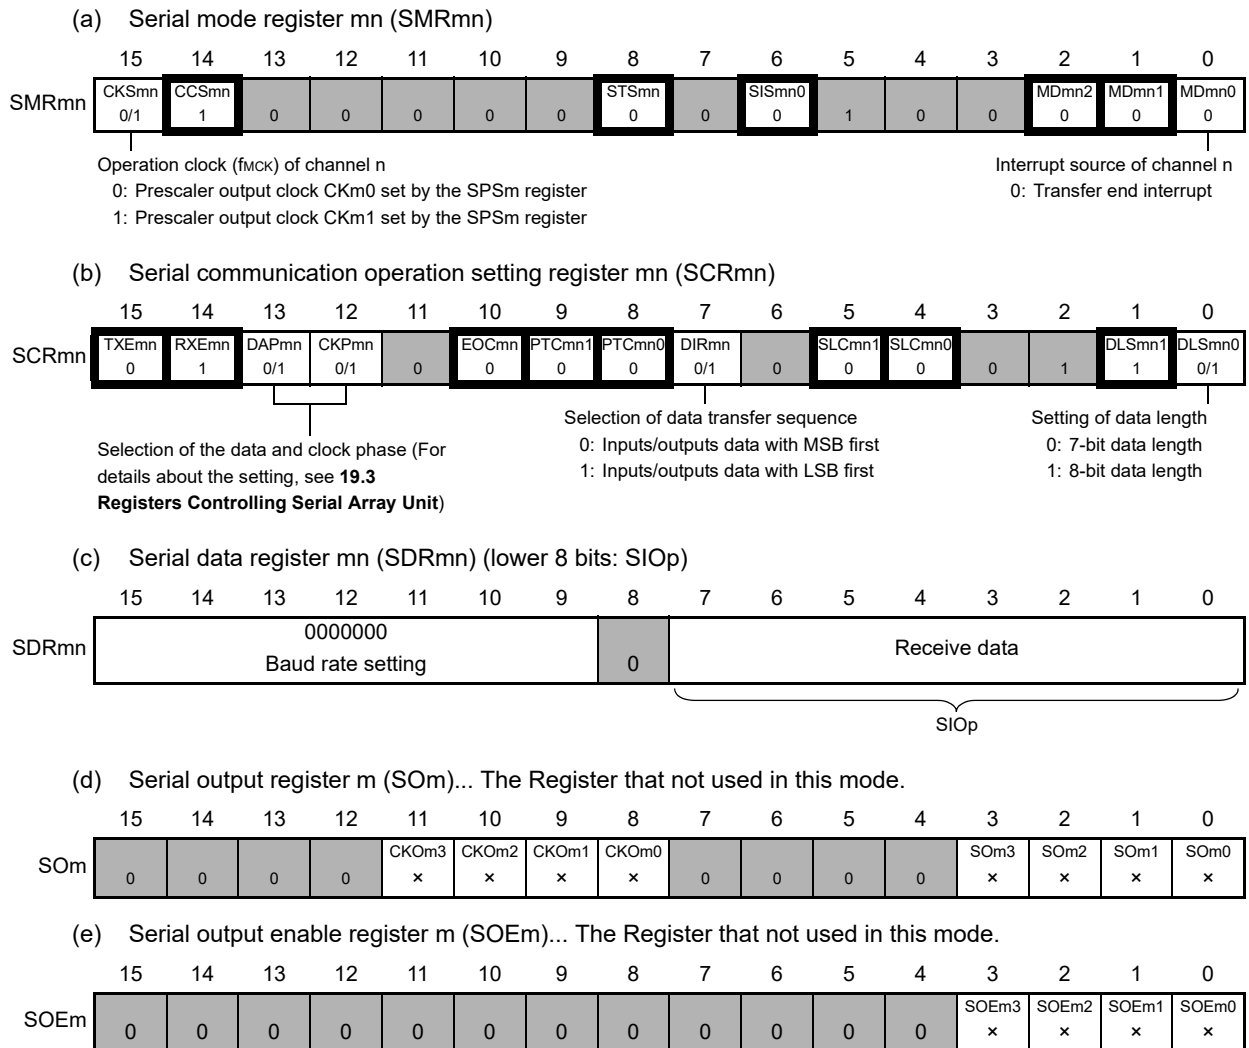 (a) Serial mode register mn (SMRmn)
15 14 13 12 11 10 9 8 7 6 5 4 3 2 1 0
SMRmn
CKSmn CCSmn STSmn SISmn0 MDmn2 MDmn1 MDmn0
0/1 1 0 0 0 0 0 0 0 0 1 0 0 0 0 0
Operation clock (fMCK) of channel n
0: Prescaler output clock CKm0 set by the SPSm register
1: Prescaler output clock CKm1 set by the SPSm register
Interrupt source of channel n
0: Transfer end interrupt
(b) Serial communication operation setting register mn (SCRmn)
15 14 13 12 11 10 9 8 7 6 5 4 3 2 1 0
SCRmn
TXEmn RXEmn DAPmn CKPmn EOCmn PTCmn1 PTCmn0 DIRmn SLCmn1 SLCmn0 DLSmn1 DLSmn0
0 1 0/1 0/1 0 0 0 0 0/1 0 0 0 0 1 1 0/1
Selection of the data and clock phase (For
details about the setting, see 19.3
Registers Controlling Serial Array Unit)
Selection of data transfer sequence
0: Inputs/outputs data with MSB first
1: Inputs/outputs data with LSB first
Setting of data length
0: 7-bit data length
1: 8-bit data length
(c) Serial data register mn (SDRmn) (lower 8 bits: SIOp)
15 14 13 12 11 10 9 8 7 6 5 4 3 2 1 0
SDRmn
0000000
Baud rate setting
0
Receive data
SIOp
(d) Serial output register m (SOm)... The Register that not used in this mode.
15 14 13 12 11 10 9 8 7 6 5 4 3 2 1 0
SOm
CKOm3 CKOm2 CKOm1 CKOm0 SOm3 SOm2 SOm1 SOm0
0 0 0 0 × × × × 0 0 0 0 × × × ×
(e) Serial output enable register m (SOEm)... The Register that not used in this mode.
15 14 13 12 11 10 9 8 7 6 5 4 3 2 1 0
SOEm
SOEm3 SOEm2 SOEm1 SOEm0
0 0 0 0 0 0 0 0 0 0 0 0 × × × ×